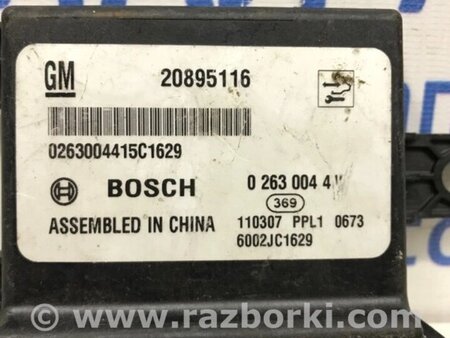 GM 20895116
0263004415C1629
BOSCH 0 263 004 4
369
ASSEMBLED IN CHINA 110307 PPL1 0673
6002JC1629
www.razborki.com